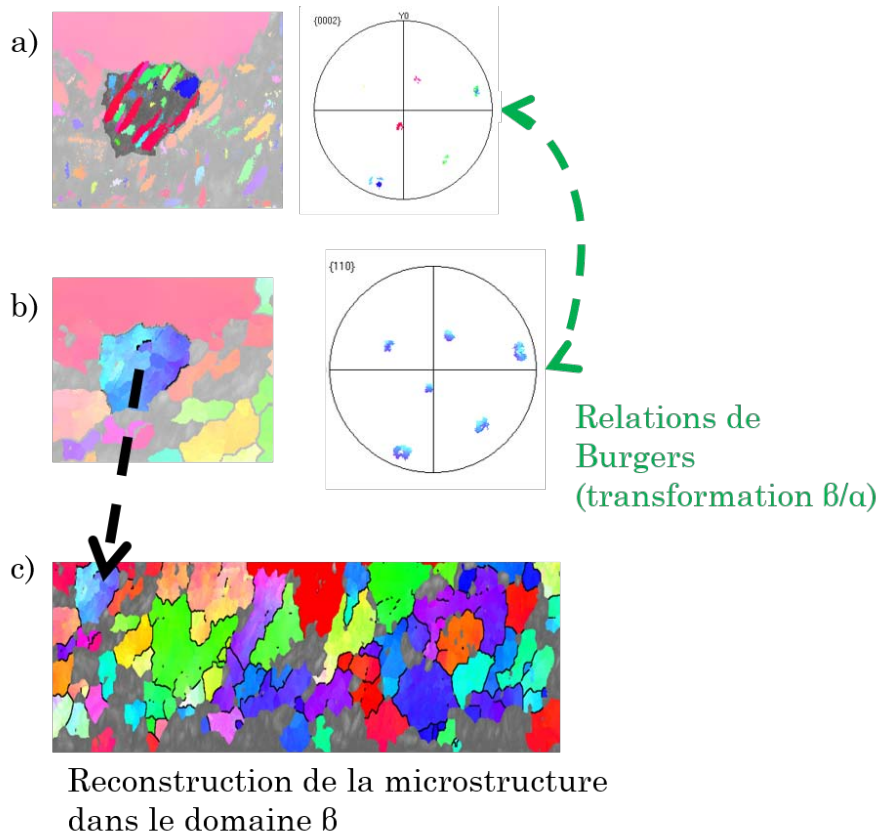 a)
{0002}
Y0
b)
{110}
Relations de
Burgers
(transformation β/α)
c)
Reconstruction de la microstructure
dans le domaine β